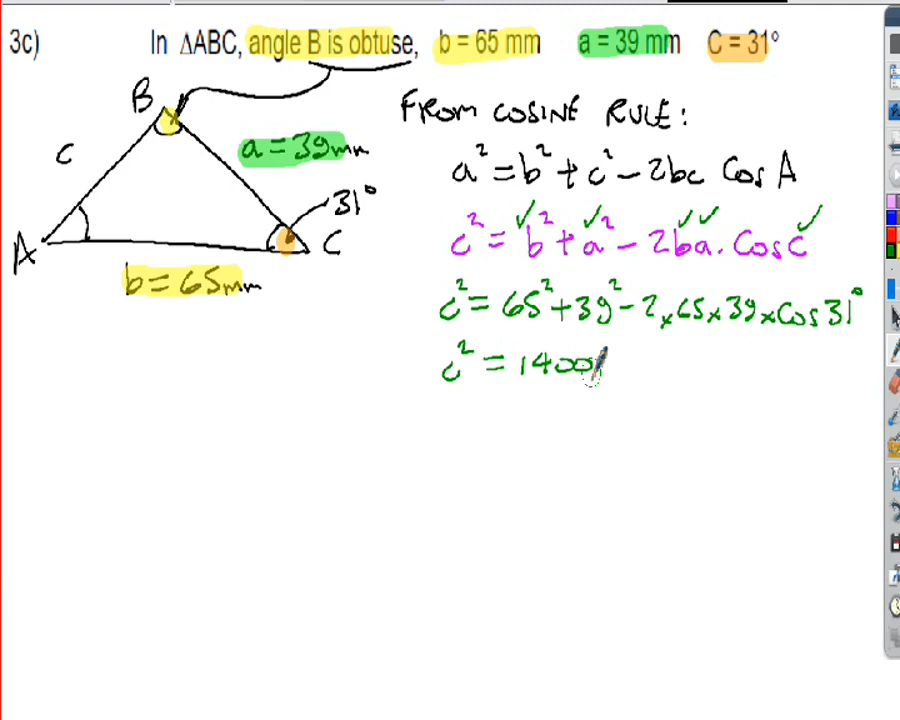 3c) In ΔABC, angle B is obtuse, b = 65 mm a = 39 mm C = 31°
B
c
a = 39mm
31°
A
C
b = 65mm
FROM COSINE RULE:
a² = b² + c² - 2bc Cos A
c² = b² + a² - 2ba. Cos C
c² = 65² + 39² - 2 x 65 x 39 x Cos 31°
c² = 1400